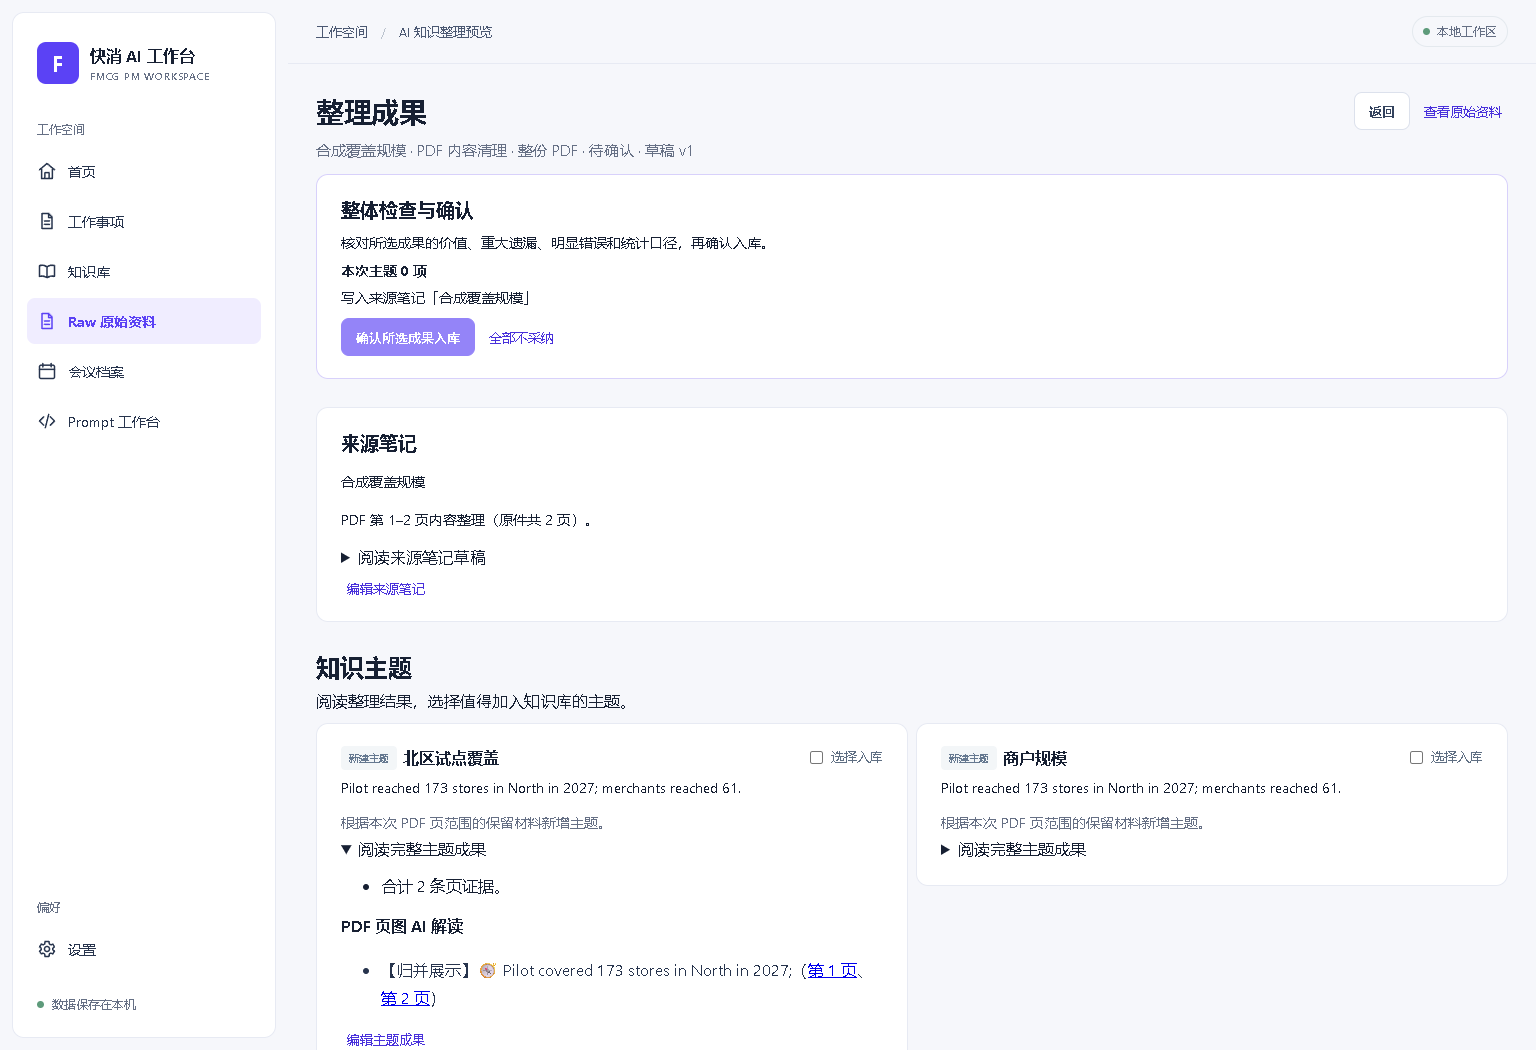 F
快消 AI 工作台
FMCG PM WORKSPACE
工作空间
首页
工作事项
知识库
Raw 原始资料
会议档案
Prompt 工作台
偏好
设置
数据保存在本机
工作空间 / AI 知识整理预览
本地工作区
整理成果
返回
查看原始资料
合成覆盖规模 · PDF 内容清理 · 整份 PDF · 待确认 · 草稿 v1
整体检查与确认
核对所选成果的价值、重大遗漏、明显错误和统计口径，再确认入库。
本次主题 0 项
写入来源笔记「合成覆盖规模」
确认所选成果入库
全部不采纳
来源笔记
合成覆盖规模
PDF 第 1–2 页内容整理（原件共 2 页）。
▶ 阅读来源笔记草稿
编辑来源笔记
知识主题
阅读整理结果，选择值得加入知识库的主题。
新建主题 北区试点覆盖
选择入库
Pilot reached 173 stores in North in 2027; merchants reached 61.
根据本次 PDF 页范围的保留材料新增主题。
▼ 阅读完整主题成果
• 合计 2 条页证据。
PDF 页图 AI 解读
• 【归并展示】🧭 Pilot covered 173 stores in North in 2027;（第 1 页、
第 2 页）
编辑主题成果
新建主题 商户规模
选择入库
Pilot reached 173 stores in North in 2027; merchants reached 61.
根据本次 PDF 页范围的保留材料新增主题。
▶ 阅读完整主题成果